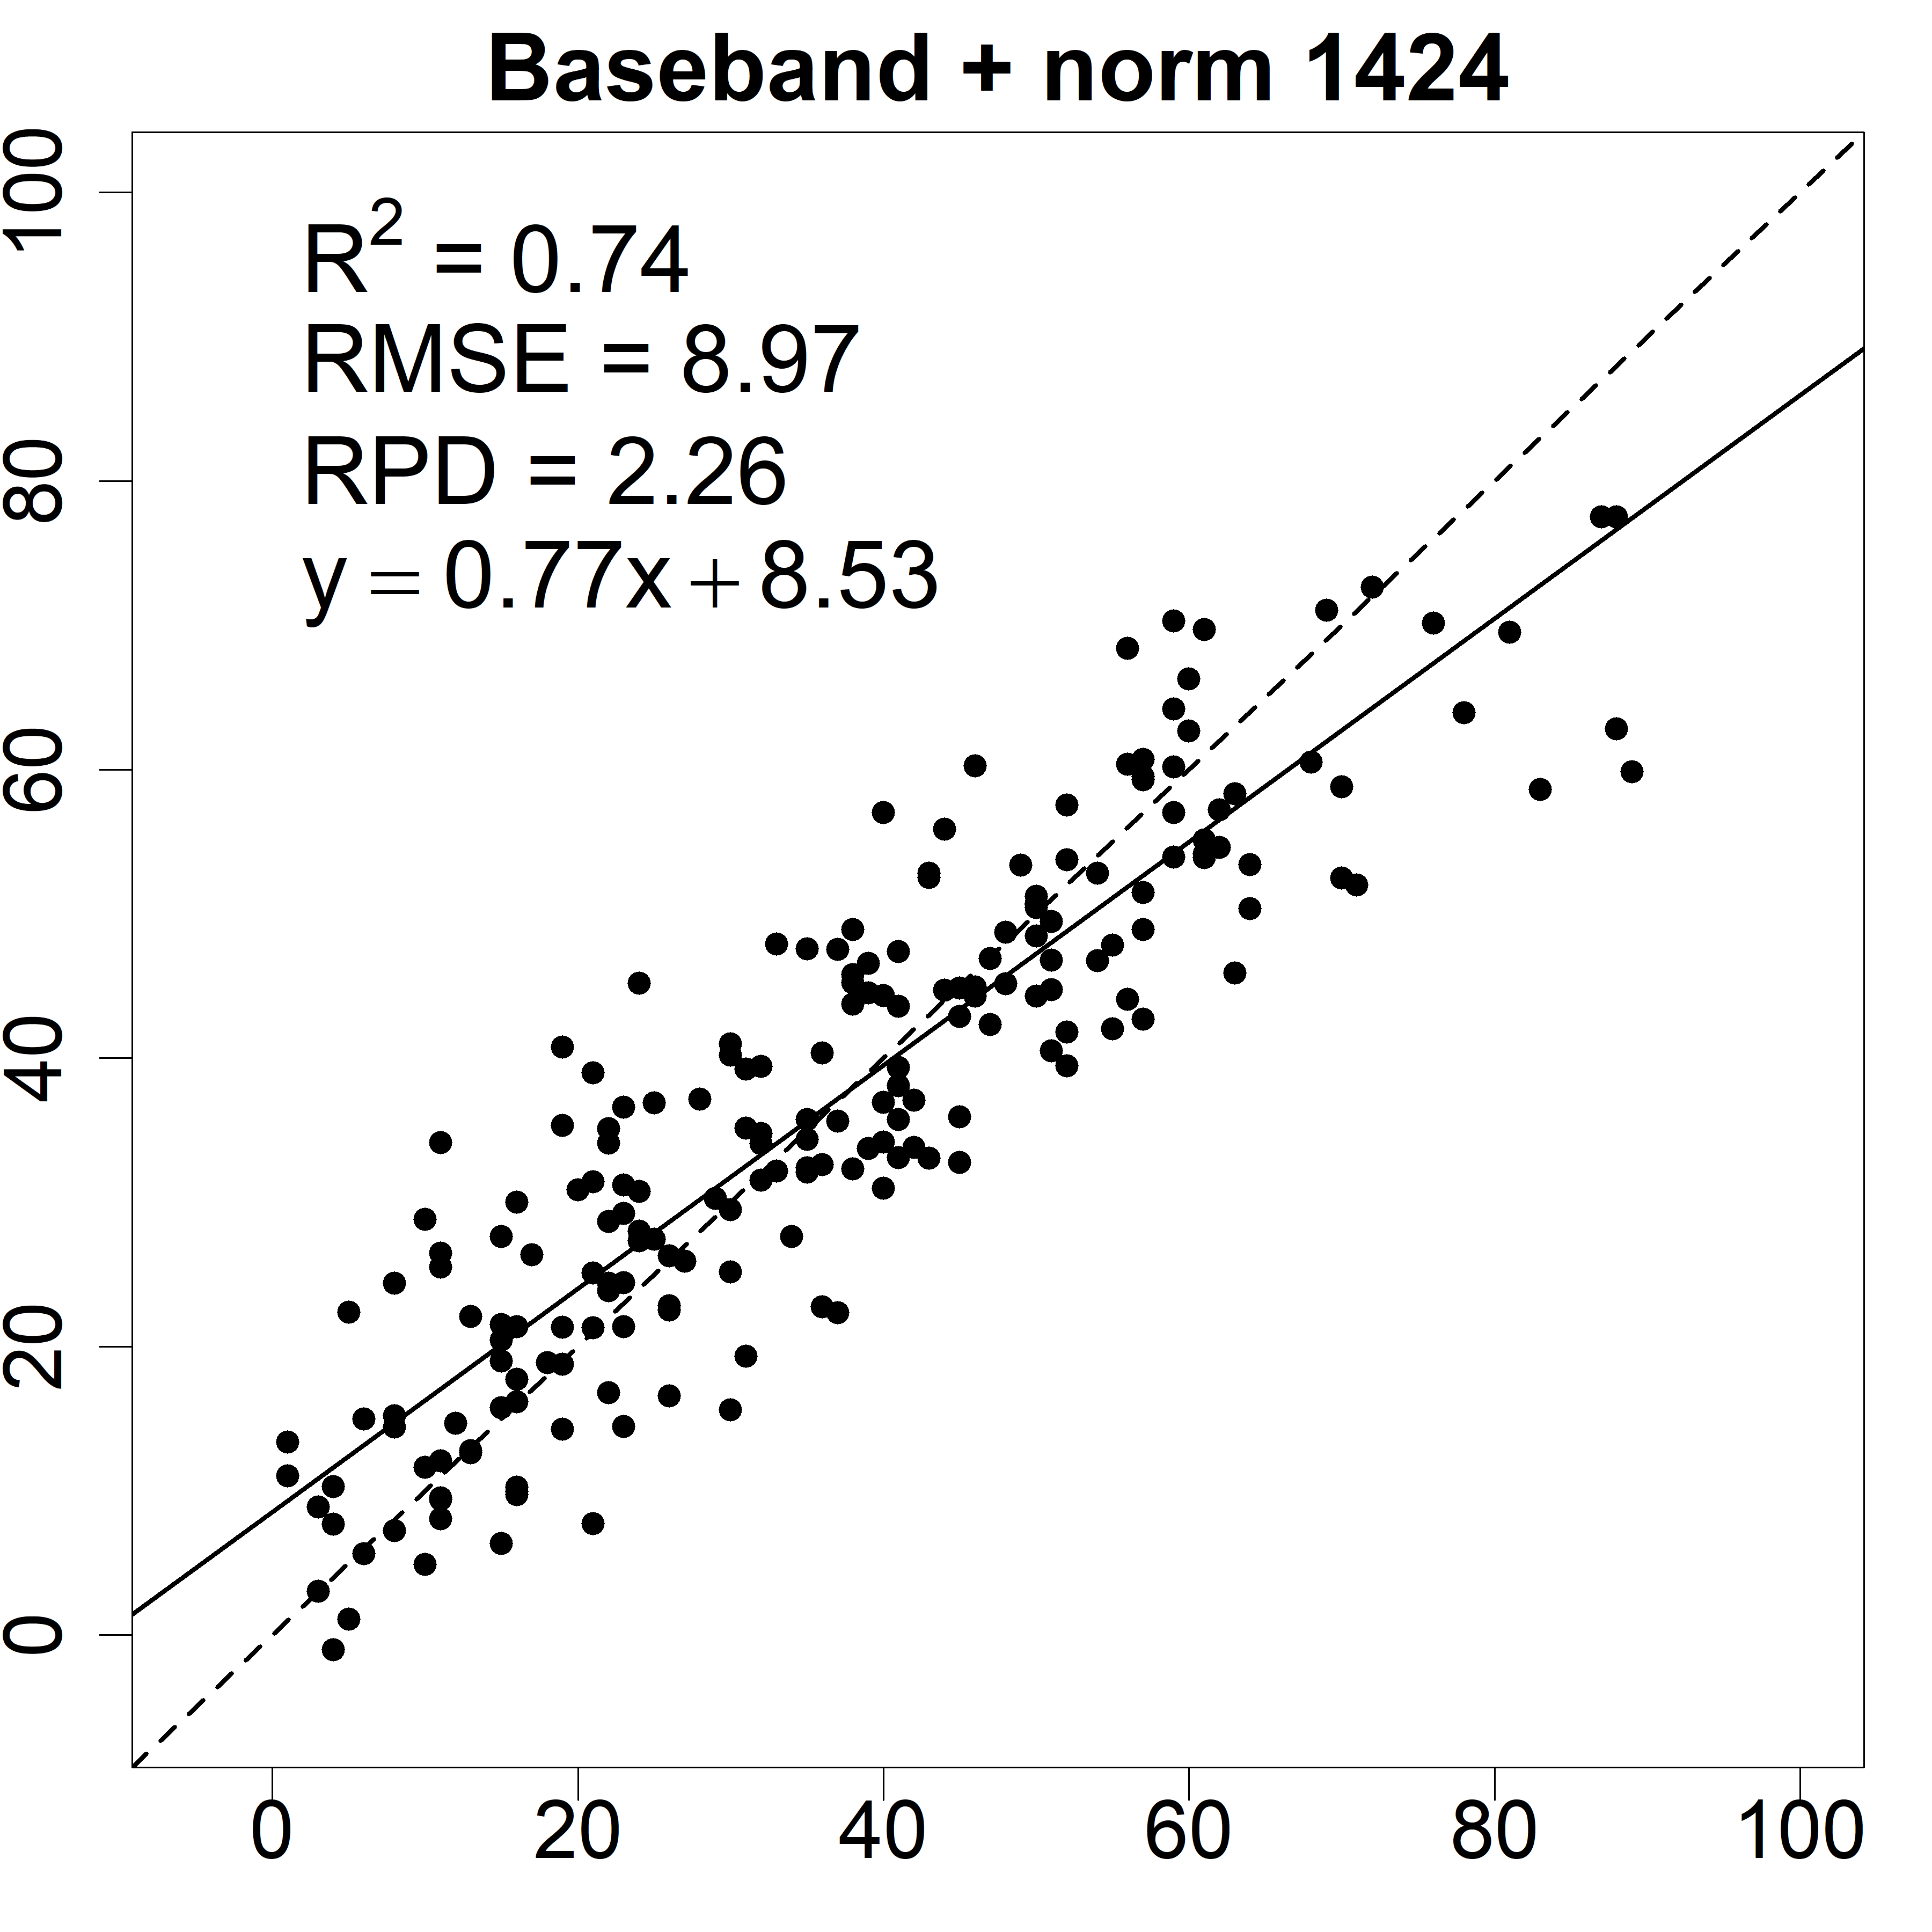 Baseband + norm 1424
R² = 0.74
RMSE = 8.97
RPD = 2.26
y = 0.77x + 8.53
100
80
60
40
20
0
0 20 40 60 80 100